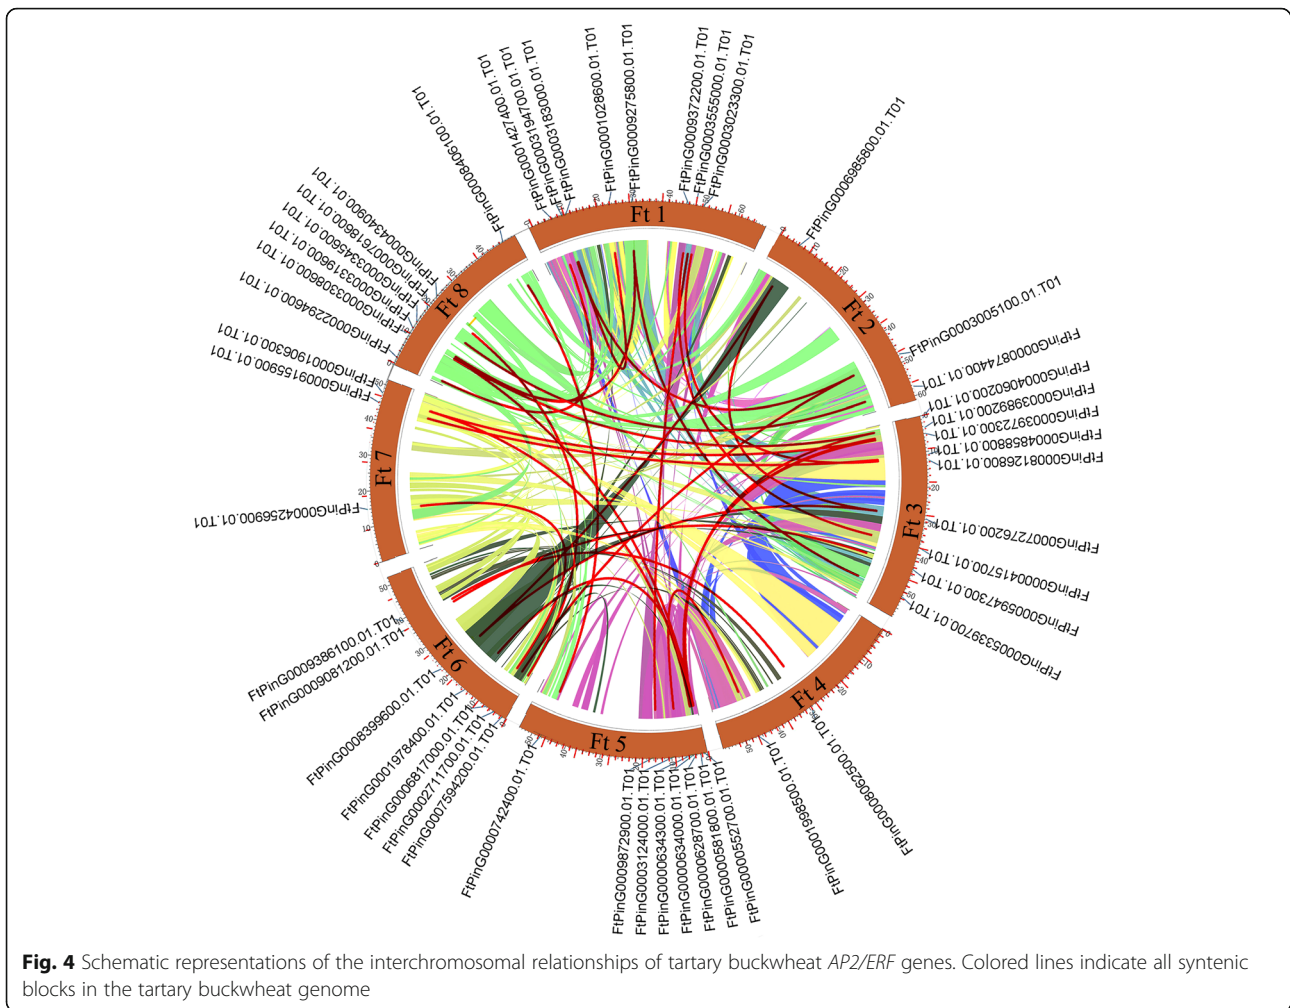 FtPinG0008406100.01.T01
FtPinG0001427400.01.T01
FtPinG0003194700.01.T01
FtPinG0003183000.01.T01
FtPinG0001028600.01.T01
FtPinG0009275800.01.T01
FtPinG0009372200.01.T01
FtPinG0003555000.01.T01
FtPinG0003023300.01.T01
FtPinG0006985800.01.T01
FtPinG0003005100.01.T01
FtPinG0000874400.01.T01
FtPinG0004060200.01.T01
FtPinG0003989200.01.T01
FtPinG0003972300.01.T01
FtPinG0004858800.01.T01
FtPinG0008126800.01.T01
FtPinG0007276200.01.T01
FtPinG0000415700.01.T01
FtPinG0005947300.01.T01
FtPinG0005339700.01.T01
FtPinG0008062500.01.T01
FtPinG0001998500.01.T01
FtPinG0000552700.01.T01
FtPinG0000581800.01.T01
FtPinG0000628700.01.T01
FtPinG0000634000.01.T01
FtPinG0000634300.01.T01
FtPinG0003124000.01.T01
FtPinG0009872900.01.T01
FtPinG0000742400.01.T01
FtPinG0007594200.01.T01
FtPinG0002711700.01.T01
FtPinG0006817000.01.T01
FtPinG0001978400.01.T01
FtPinG0008399600.01.T01
FtPinG0009081200.01.T01
FtPinG0009386100.01.T01
FtPinG0004256900.01.T01
FtPinG0009155900.01.T01
FtPinG0001906300.01.T01
FtPinG0002294600.01.T01
FtPinG0003308600.01.T01
FtPinG0003319600.01.T01
FtPinG0003345600.01.T01
FtPinG0007618600.01.T01
FtPinG0004340900.01.T01
Ft 1
Ft 2
Ft 3
Ft 4
Ft 5
Ft 6
Ft 7
Ft 8
Fig. 4 Schematic representations of the interchromosomal relationships of tartary buckwheat AP2/ERF genes. Colored lines indicate all syntenic
blocks in the tartary buckwheat genome